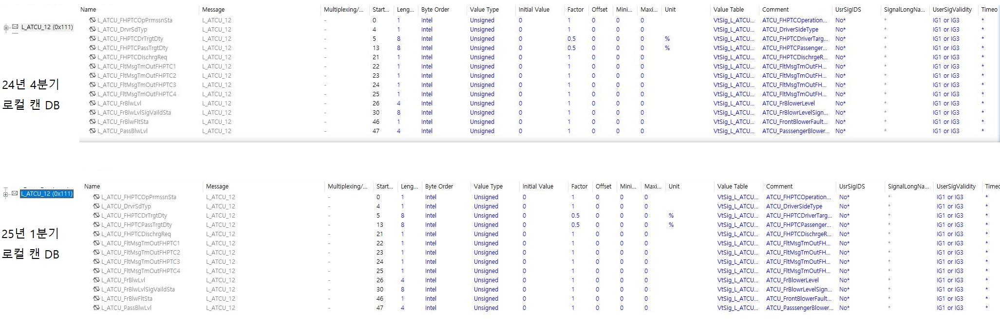 Name Message Multiplexing/... Start... Leng... Byte Order Value Type Initial Value Factor Offset Mini... Maxi... Unit Value Table Comment UsrSigIDS SignalLongNa... UserSigValidity Timeo
L_ATCU_12 (0x111)
L_ATCU_FHPTCOpPrmssnSta L_ATCU_12 - 0 1 Intel Unsigned 0 1 0 0 0 VtSig_L_ATCU... ATCU_FHPTCOperation... No* * IG1 or IG3 *
L_ATCU_DrvrSdTyp L_ATCU_12 - 4 1 Intel Unsigned 0 1 0 0 0 VtSig_L_ATCU... ATCU_DriverSideType No* * IG1 or IG3 *
L_ATCU_FHPTCDrTrgtDty L_ATCU_12 - 5 8 Intel Unsigned 0 0.5 0 0 0 % VtSig_L_ATCU... ATCU_FHPTCDriverTarg... No* * IG1 or IG3 *
L_ATCU_FHPTCPassTrgtDty L_ATCU_12 - 13 8 Intel Unsigned 0 0.5 0 0 0 % VtSig_L_ATCU... ATCU_FHPTCPassenger... No* * IG1 or IG3 *
L_ATCU_FHPTCDischrgReq L_ATCU_12 - 21 1 Intel Unsigned 0 1 0 0 0 VtSig_L_ATCU... ATCU_FHPTCDischrgeR... No* * IG1 or IG3 *
L_ATCU_FltMsgTmOutFHPTC1 L_ATCU_12 - 22 1 Intel Unsigned 0 1 0 0 0 VtSig_L_ATCU... ATCU_FltMsgTmOutFH... No* * IG1 or IG3 *
L_ATCU_FltMsgTmOutFHPTC2 L_ATCU_12 - 23 1 Intel Unsigned 0 1 0 0 0 VtSig_L_ATCU... ATCU_FltMsgTmOutFH... No* * IG1 or IG3 *
L_ATCU_FltMsgTmOutFHPTC3 L_ATCU_12 - 24 1 Intel Unsigned 0 1 0 0 0 VtSig_L_ATCU... ATCU_FltMsgTmOutFH... No* * IG1 or IG3 *
L_ATCU_FltMsgTmOutFHPTC4 L_ATCU_12 - 25 1 Intel Unsigned 0 1 0 0 0 VtSig_L_ATCU... ATCU_FltMsgTmOutFH... No* * IG1 or IG3 *
L_ATCU_FrBlwLvl L_ATCU_12 - 26 4 Intel Unsigned 0 1 0 0 0 VtSig_L_ATCU... ATCU_FrBlowerLevel No* * IG1 or IG3 *
L_ATCU_FrBlwLvlSigVaildSta L_ATCU_12 - 30 8 Intel Unsigned 0 1 0 0 0 VtSig_L_ATCU... ATCU_FrBlowrLevelSign... No* * IG1 or IG3 *
L_ATCU_FrBlwFltSta L_ATCU_12 - 46 1 Intel Unsigned 0 1 0 0 0 VtSig_L_ATCU... ATCU_FrontBlowerFault... No* * IG1 or IG3 *
L_ATCU_PassBlwLvl L_ATCU_12 - 47 4 Intel Unsigned 0 1 0 0 0 VtSig_L_ATCU... ATCU_PasssengerBlower... No* * IG1 or IG3 *
24년 4분기
로컬 캔 DB
Name Message Multiplexing/... Start... Leng... Byte Order Value Type Initial Value Factor Offset Mini... Maxi... Unit Value Table Comment UsrSigIDS SignalLongNa... UserSigValidity Timeo
L_ATCU_12 (0x111)
L_ATCU_FHPTCOpPrmssnSta L_ATCU_12 - 0 1 Intel Unsigned 0 1 0 0 0 VtSig_L_ATCU... ATCU_FHPTCOperation... No* * IG1 or IG3 *
L_ATCU_DrvrSdTyp L_ATCU_12 - 4 1 Intel Unsigned 0 1 0 0 0 VtSig_L_ATCU... ATCU_DriverSideType No* * IG1 or IG3 *
L_ATCU_FHPTCDrTrgtDty L_ATCU_12 - 5 8 Intel Unsigned 0 0.5 0 0 0 % VtSig_L_ATCU... ATCU_FHPTCDriverTarg... No* * IG1 or IG3 *
L_ATCU_FHPTCPassTrgtDty L_ATCU_12 - 13 8 Intel Unsigned 0 0.5 0 0 0 % VtSig_L_ATCU... ATCU_FHPTCPassenger... No* * IG1 or IG3 *
L_ATCU_FHPTCDischrgReq L_ATCU_12 - 21 1 Intel Unsigned 0 1 0 0 0 VtSig_L_ATCU... ATCU_FHPTCDischrgeR... No* * IG1 or IG3 *
L_ATCU_FltMsgTmOutFHPTC1 L_ATCU_12 - 22 1 Intel Unsigned 0 1 0 0 0 VtSig_L_ATCU... ATCU_FltMsgTmOutFH... No* * IG1 or IG3 *
L_ATCU_FltMsgTmOutFHPTC2 L_ATCU_12 - 23 1 Intel Unsigned 0 1 0 0 0 VtSig_L_ATCU... ATCU_FltMsgTmOutFH... No* * IG1 or IG3 *
L_ATCU_FltMsgTmOutFHPTC3 L_ATCU_12 - 24 1 Intel Unsigned 0 1 0 0 0 VtSig_L_ATCU... ATCU_FltMsgTmOutFH... No* * IG1 or IG3 *
L_ATCU_FltMsgTmOutFHPTC4 L_ATCU_12 - 25 1 Intel Unsigned 0 1 0 0 0 VtSig_L_ATCU... ATCU_FltMsgTmOutFH... No* * IG1 or IG3 *
L_ATCU_FrBlwLvl L_ATCU_12 - 26 4 Intel Unsigned 0 1 0 0 0 VtSig_L_ATCU... ATCU_FrBlowerLevel No* * IG1 or IG3 *
L_ATCU_FrBlwLvlSigVaildSta L_ATCU_12 - 30 8 Intel Unsigned 0 1 0 0 0 VtSig_L_ATCU... ATCU_FrBlowrLevelSign... No* * IG1 or IG3 *
L_ATCU_FrBlwFltSta L_ATCU_12 - 46 1 Intel Unsigned 0 1 0 0 0 VtSig_L_ATCU... ATCU_FrontBlowerFault... No* * IG1 or IG3 *
L_ATCU_PassBlwLvl L_ATCU_12 - 47 4 Intel Unsigned 0 1 0 0 0 VtSig_L_ATCU... ATCU_PasssengerBlower... No* * IG1 or IG3 *
25년 1분기
로컬 캔 DB